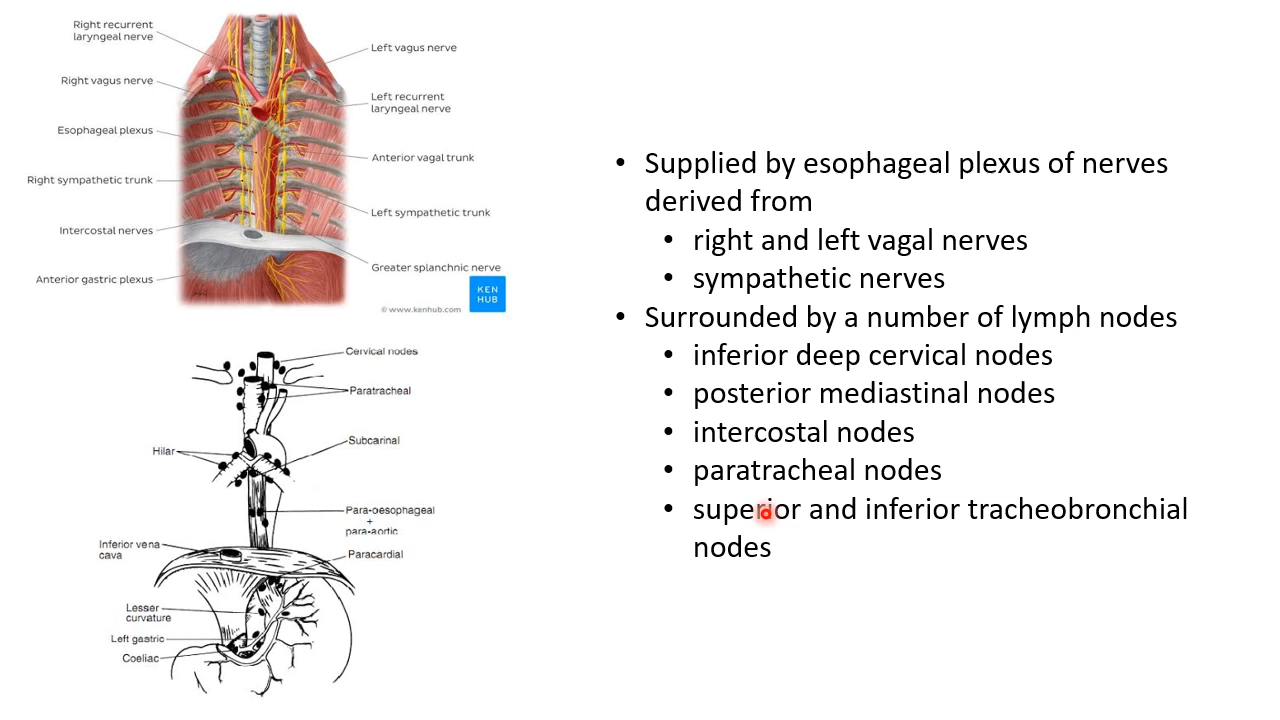 Right recurrent
laryngeal nerve
Right vagus nerve
Esophageal plexus
Right sympathetic trunk
Intercostal nerves
Anterior gastric plexus
Left vagus nerve
Left recurrent
laryngeal nerve
Anterior vagal trunk
Left sympathetic trunk
Greater splanchnic nerve
KEN
HUB
© www.kenhub.com
Cervical nodes
Paratracheal
Subcarinal
Hilar
Para-oesophageal
+
para-aortic
Inferior vena
cava
Paracardial
Lesser
curvature
Left gastric
Coeliac
• Supplied by esophageal plexus of nerves
derived from
• right and left vagal nerves
• sympathetic nerves
• Surrounded by a number of lymph nodes
• inferior deep cervical nodes
• posterior mediastinal nodes
• intercostal nodes
• paratracheal nodes
• superior and inferior tracheobronchial
nodes